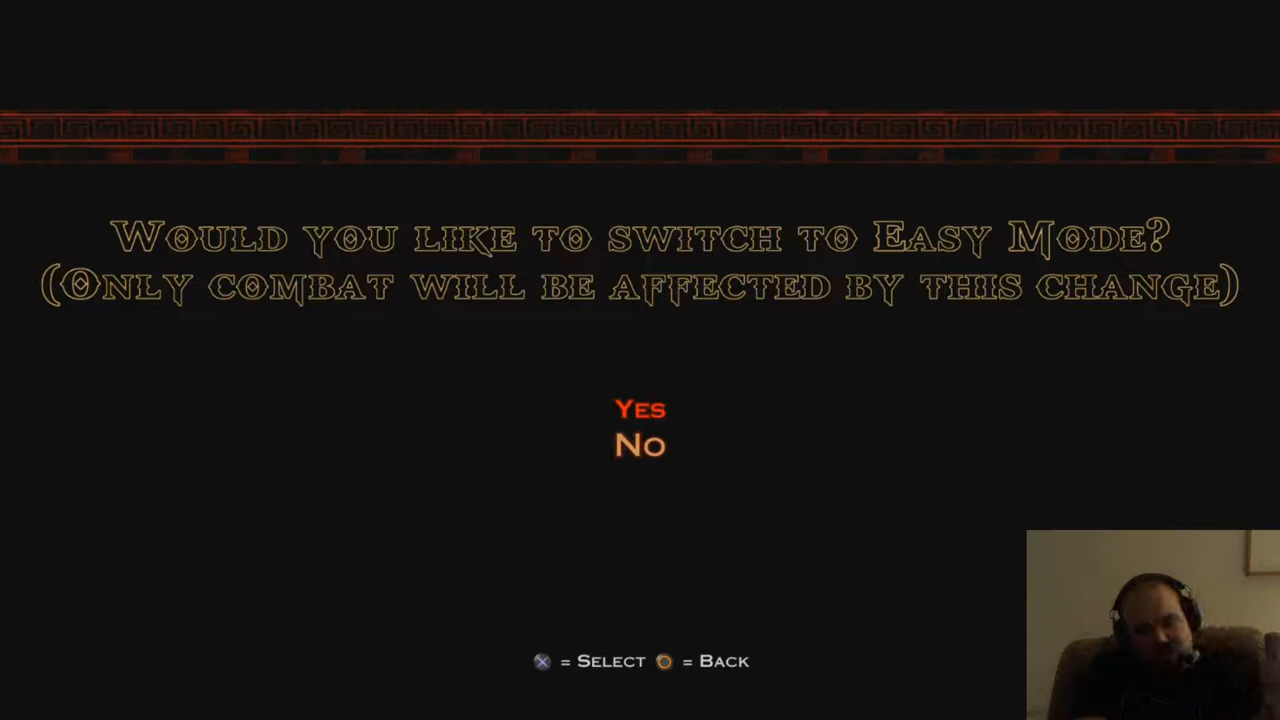 Would you like to switch to Easy Mode?
(Only combat will be affected by this change)
Yes
No
= Select = Back